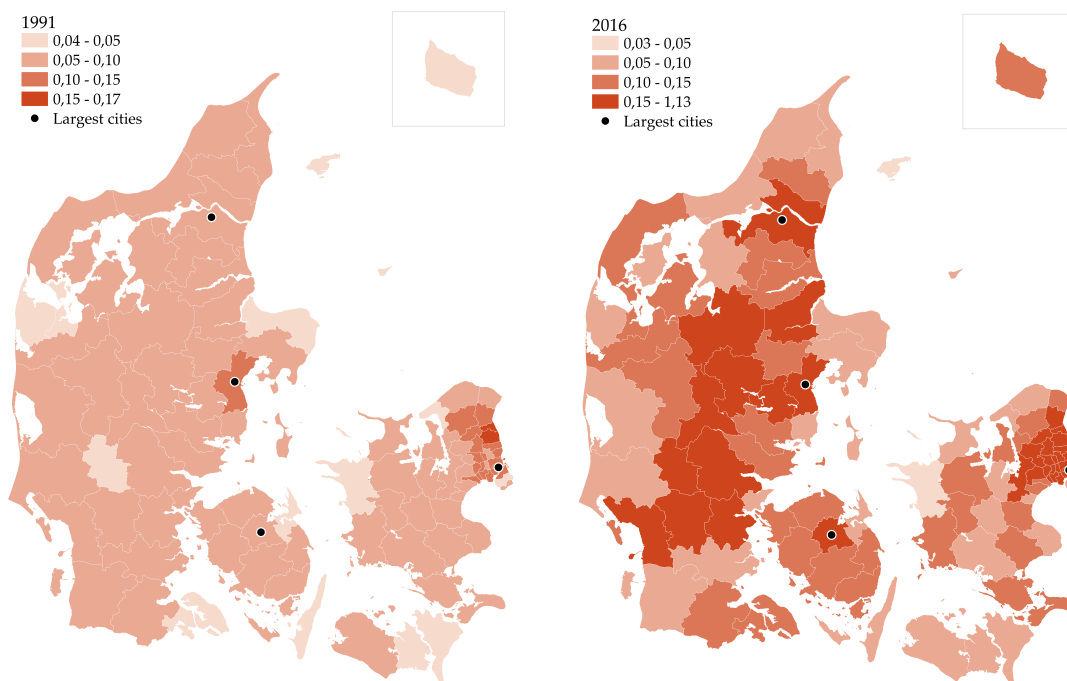 1991
0,04 - 0,05
0,05 - 0,10
0,10 - 0,15
0,15 - 0,17
Largest cities
2016
0,03 - 0,05
0,05 - 0,10
0,10 - 0,15
0,15 - 1,13
Largest cities